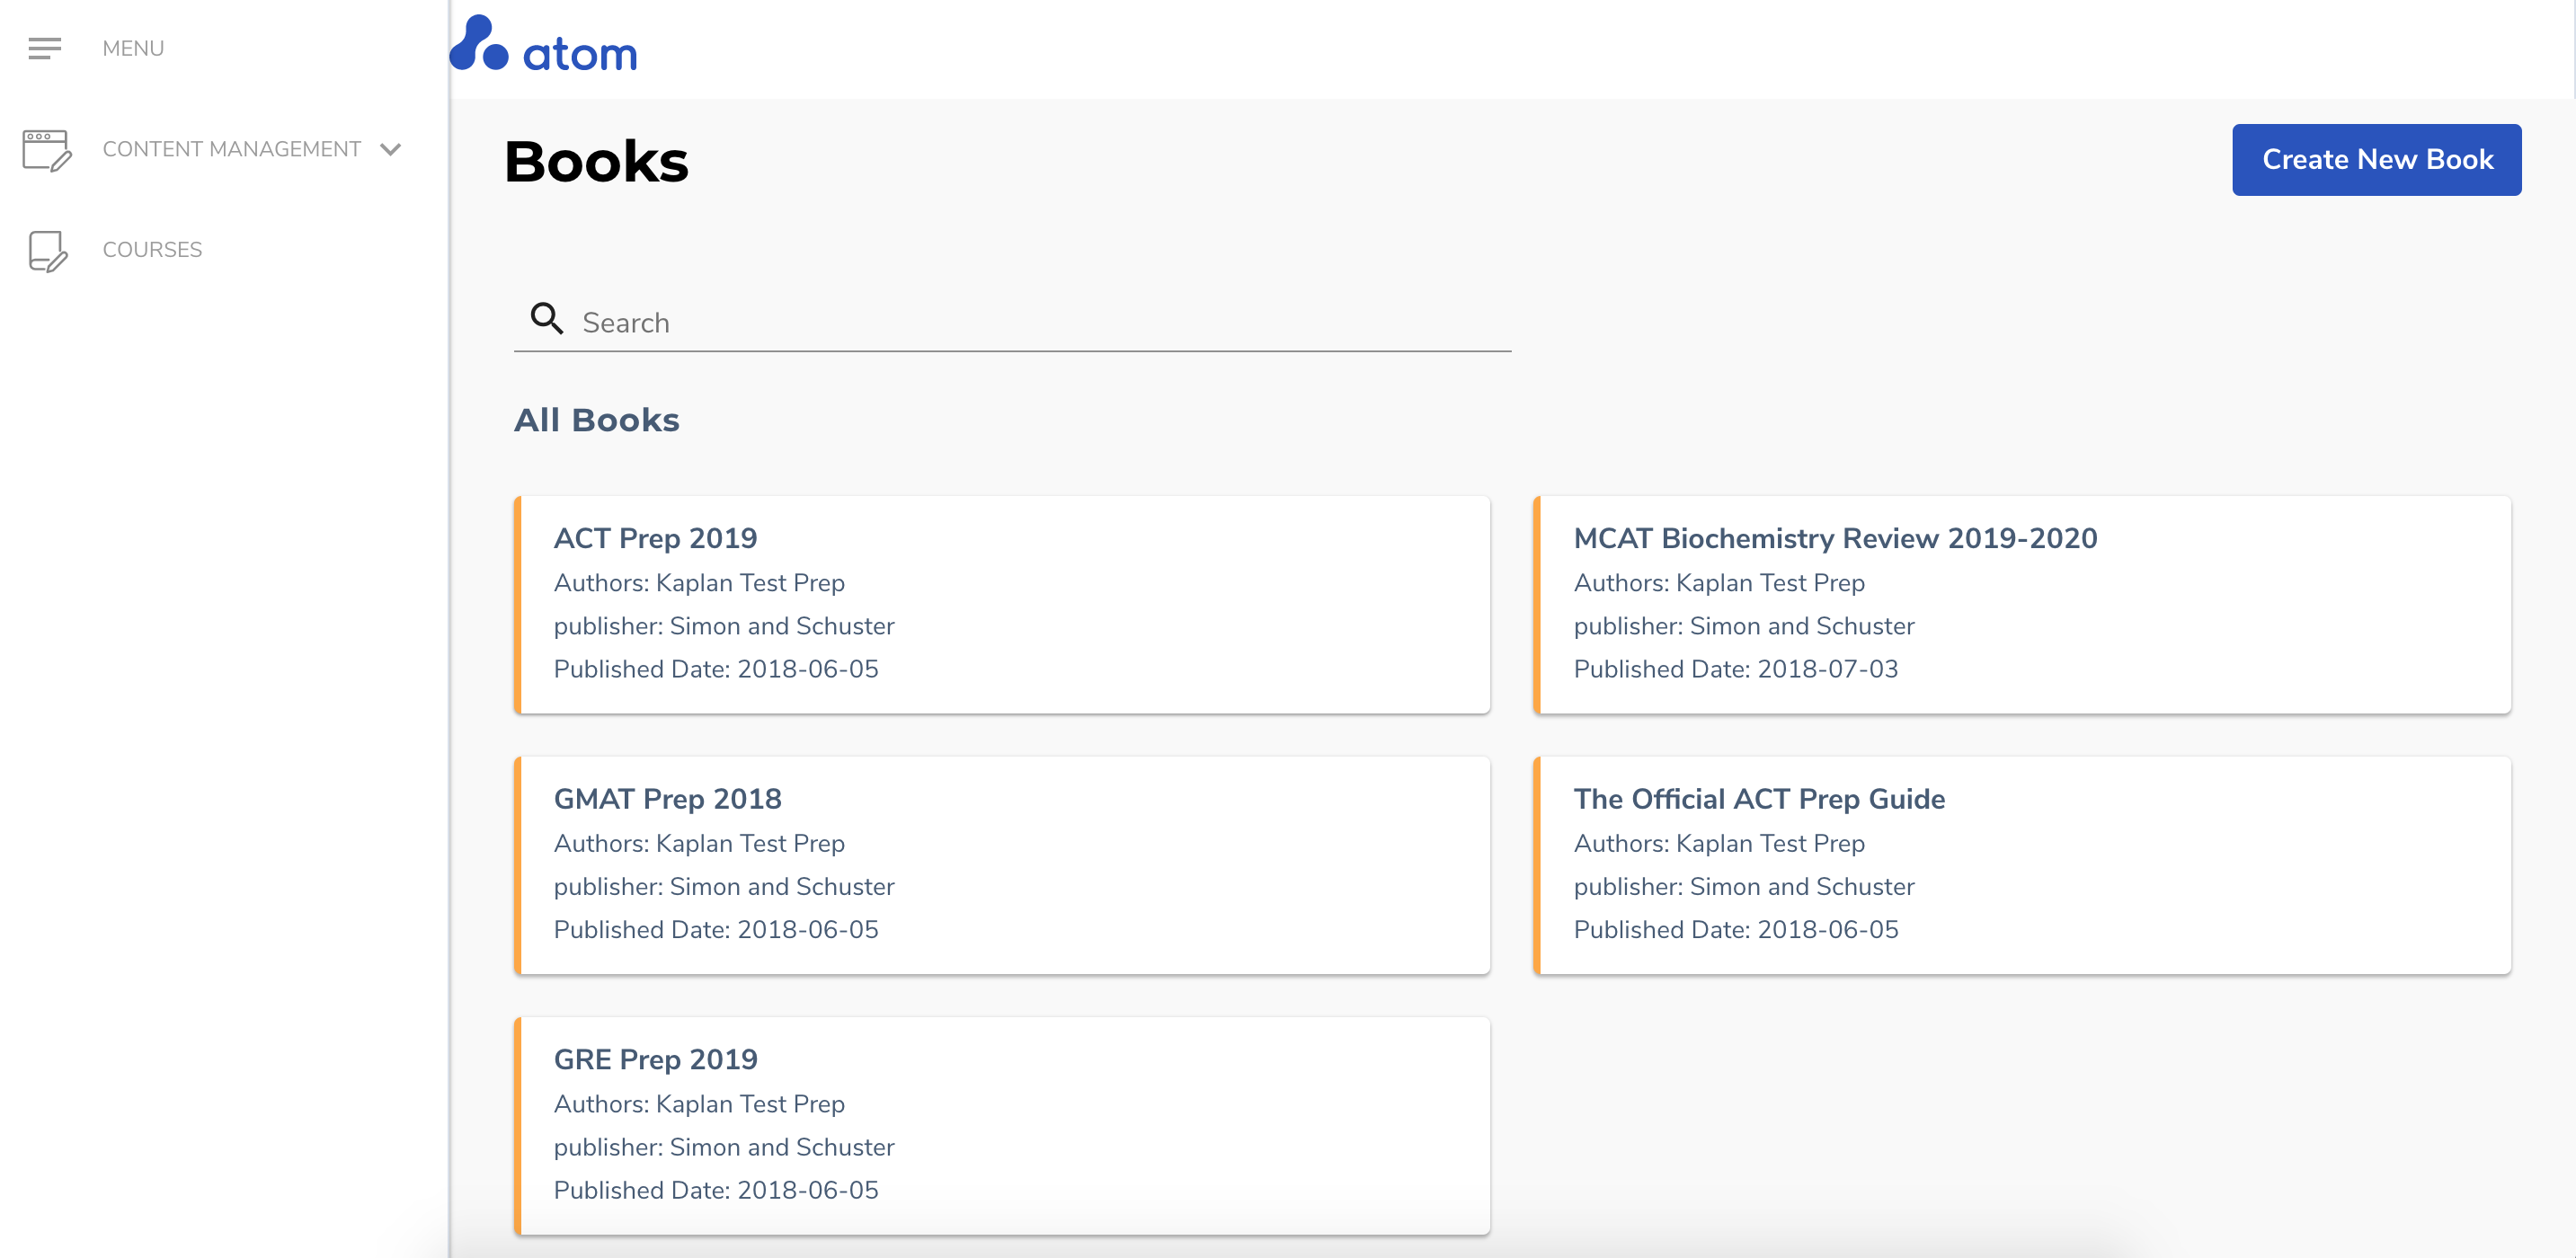 MENU
CONTENT MANAGEMENT
COURSES
atom
Books
Create New Book
Search
All Books
ACT Prep 2019
Authors: Kaplan Test Prep
publisher: Simon and Schuster
Published Date: 2018-06-05
MCAT Biochemistry Review 2019-2020
Authors: Kaplan Test Prep
publisher: Simon and Schuster
Published Date: 2018-07-03
GMAT Prep 2018
Authors: Kaplan Test Prep
publisher: Simon and Schuster
Published Date: 2018-06-05
The Official ACT Prep Guide
Authors: Kaplan Test Prep
publisher: Simon and Schuster
Published Date: 2018-06-05
GRE Prep 2019
Authors: Kaplan Test Prep
publisher: Simon and Schuster
Published Date: 2018-06-05